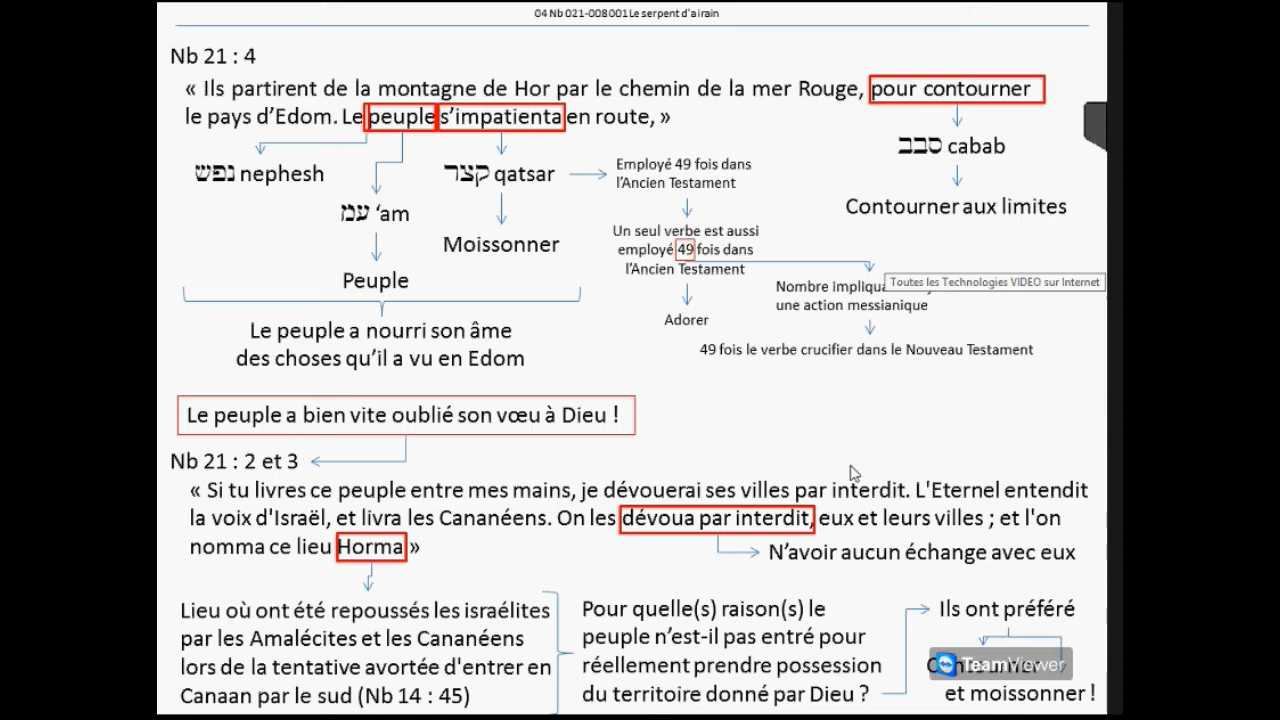 04 Nb 021-008001Le serpent d'airain
Nb 21 : 4
« Ils partirent de la montagne de Hor par le chemin de la mer Rouge, pour contourner
le pays d’Edom. Le peuple s’impatienta en route, »
נפש nephesh
עמ ‘am
Peuple
קצר qatsar
Moissonner
Employé 49 fois dans
l’Ancien Testament
Un seul verbe est aussi
employé 49 fois dans
l’Ancien Testament
Adorer
סבב cabab
Contourner aux limites
Toutes les Technologies VIDEO sur Internet
Nombre
une action messianique
49 fois le verbe crucifier dans le Nouveau Testament
Le peuple a nourri son âme
des choses qu’il a vu en Edom
Le peuple a bien vite oublié son vœu à Dieu !
Nb 21 : 2 et 3
« Si tu livres ce peuple entre mes mains, je dévouerai ses villes par interdit. L'Eternel entendit
la voix d'Israël, et livra les Cananéens. On les dévoua par interdit, eux et leurs villes ; et l'on
nomma ce lieu Horma »
N’avoir aucun échange avec eux
Lieu où ont été repoussés les israélites
par les Amalécites et les Cananéens
lors de la tentative avortée d'entrer en
Canaan par le sud (Nb 14 : 45)
Pour quelle(s) raison(s) le
peuple n’est-il pas entré pour
réellement prendre possession
du territoire donné par Dieu ?
Ils ont préféré
TeamViewer
et moissonner !